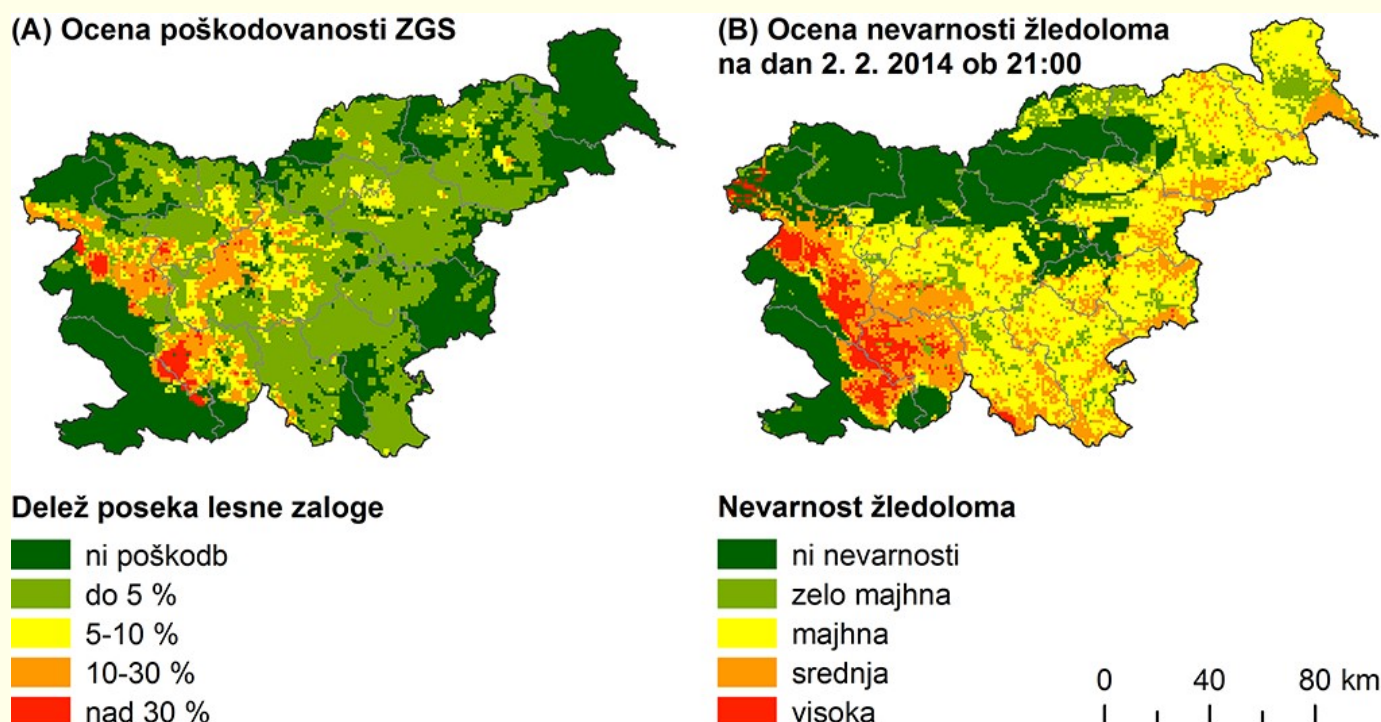 (A) Ocena poškodovanosti ZGS
(B) Ocena nevarnosti žledoloma
na dan 2. 2. 2014 ob 21:00
Delež poseka lesne zaloge
ni poškodb
do 5 %
5-10 %
10-30 %
nad 30 %
Nevarnost žledoloma
ni nevarnosti
zelo majhna
majhna
srednja
visoka
0 40 80 km